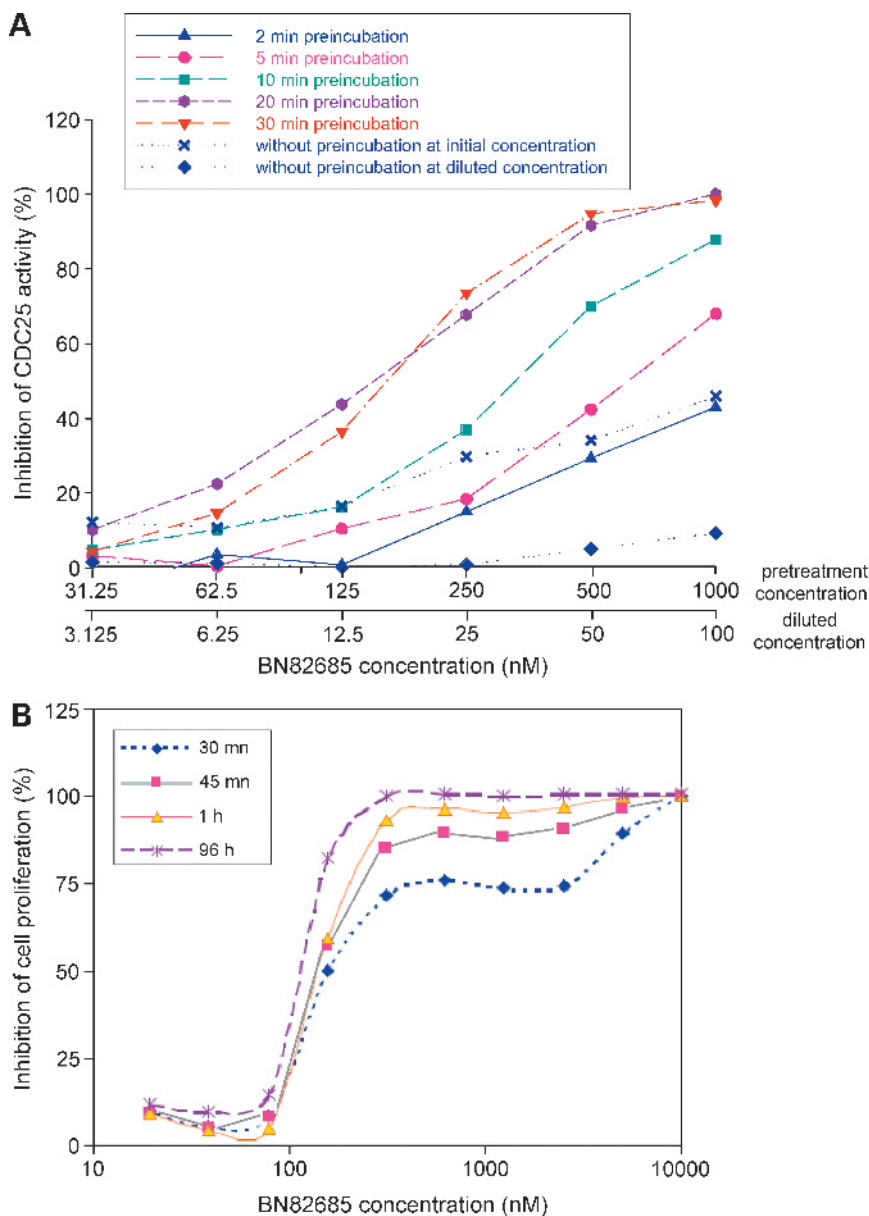 A
2 min preincubation
5 min preincubation
10 min preincubation
20 min preincubation
30 min preincubation
without preincubation at initial concentration
without preincubation at diluted concentration
Inhibition of CDC25 activity (%)
120
100
80
60
40
20
0
31.25 62.5 125 250 500 1000 pretreatment concentration
3.125 6.25 12.5 25 50 100 diluted concentration
BN82685 concentration (nM)
B
30 mn
45 mn
1 h
96 h
Inhibition of cell proliferation (%)
125
100
75
50
25
0
10 100 1000 10000
BN82685 concentration (nM)